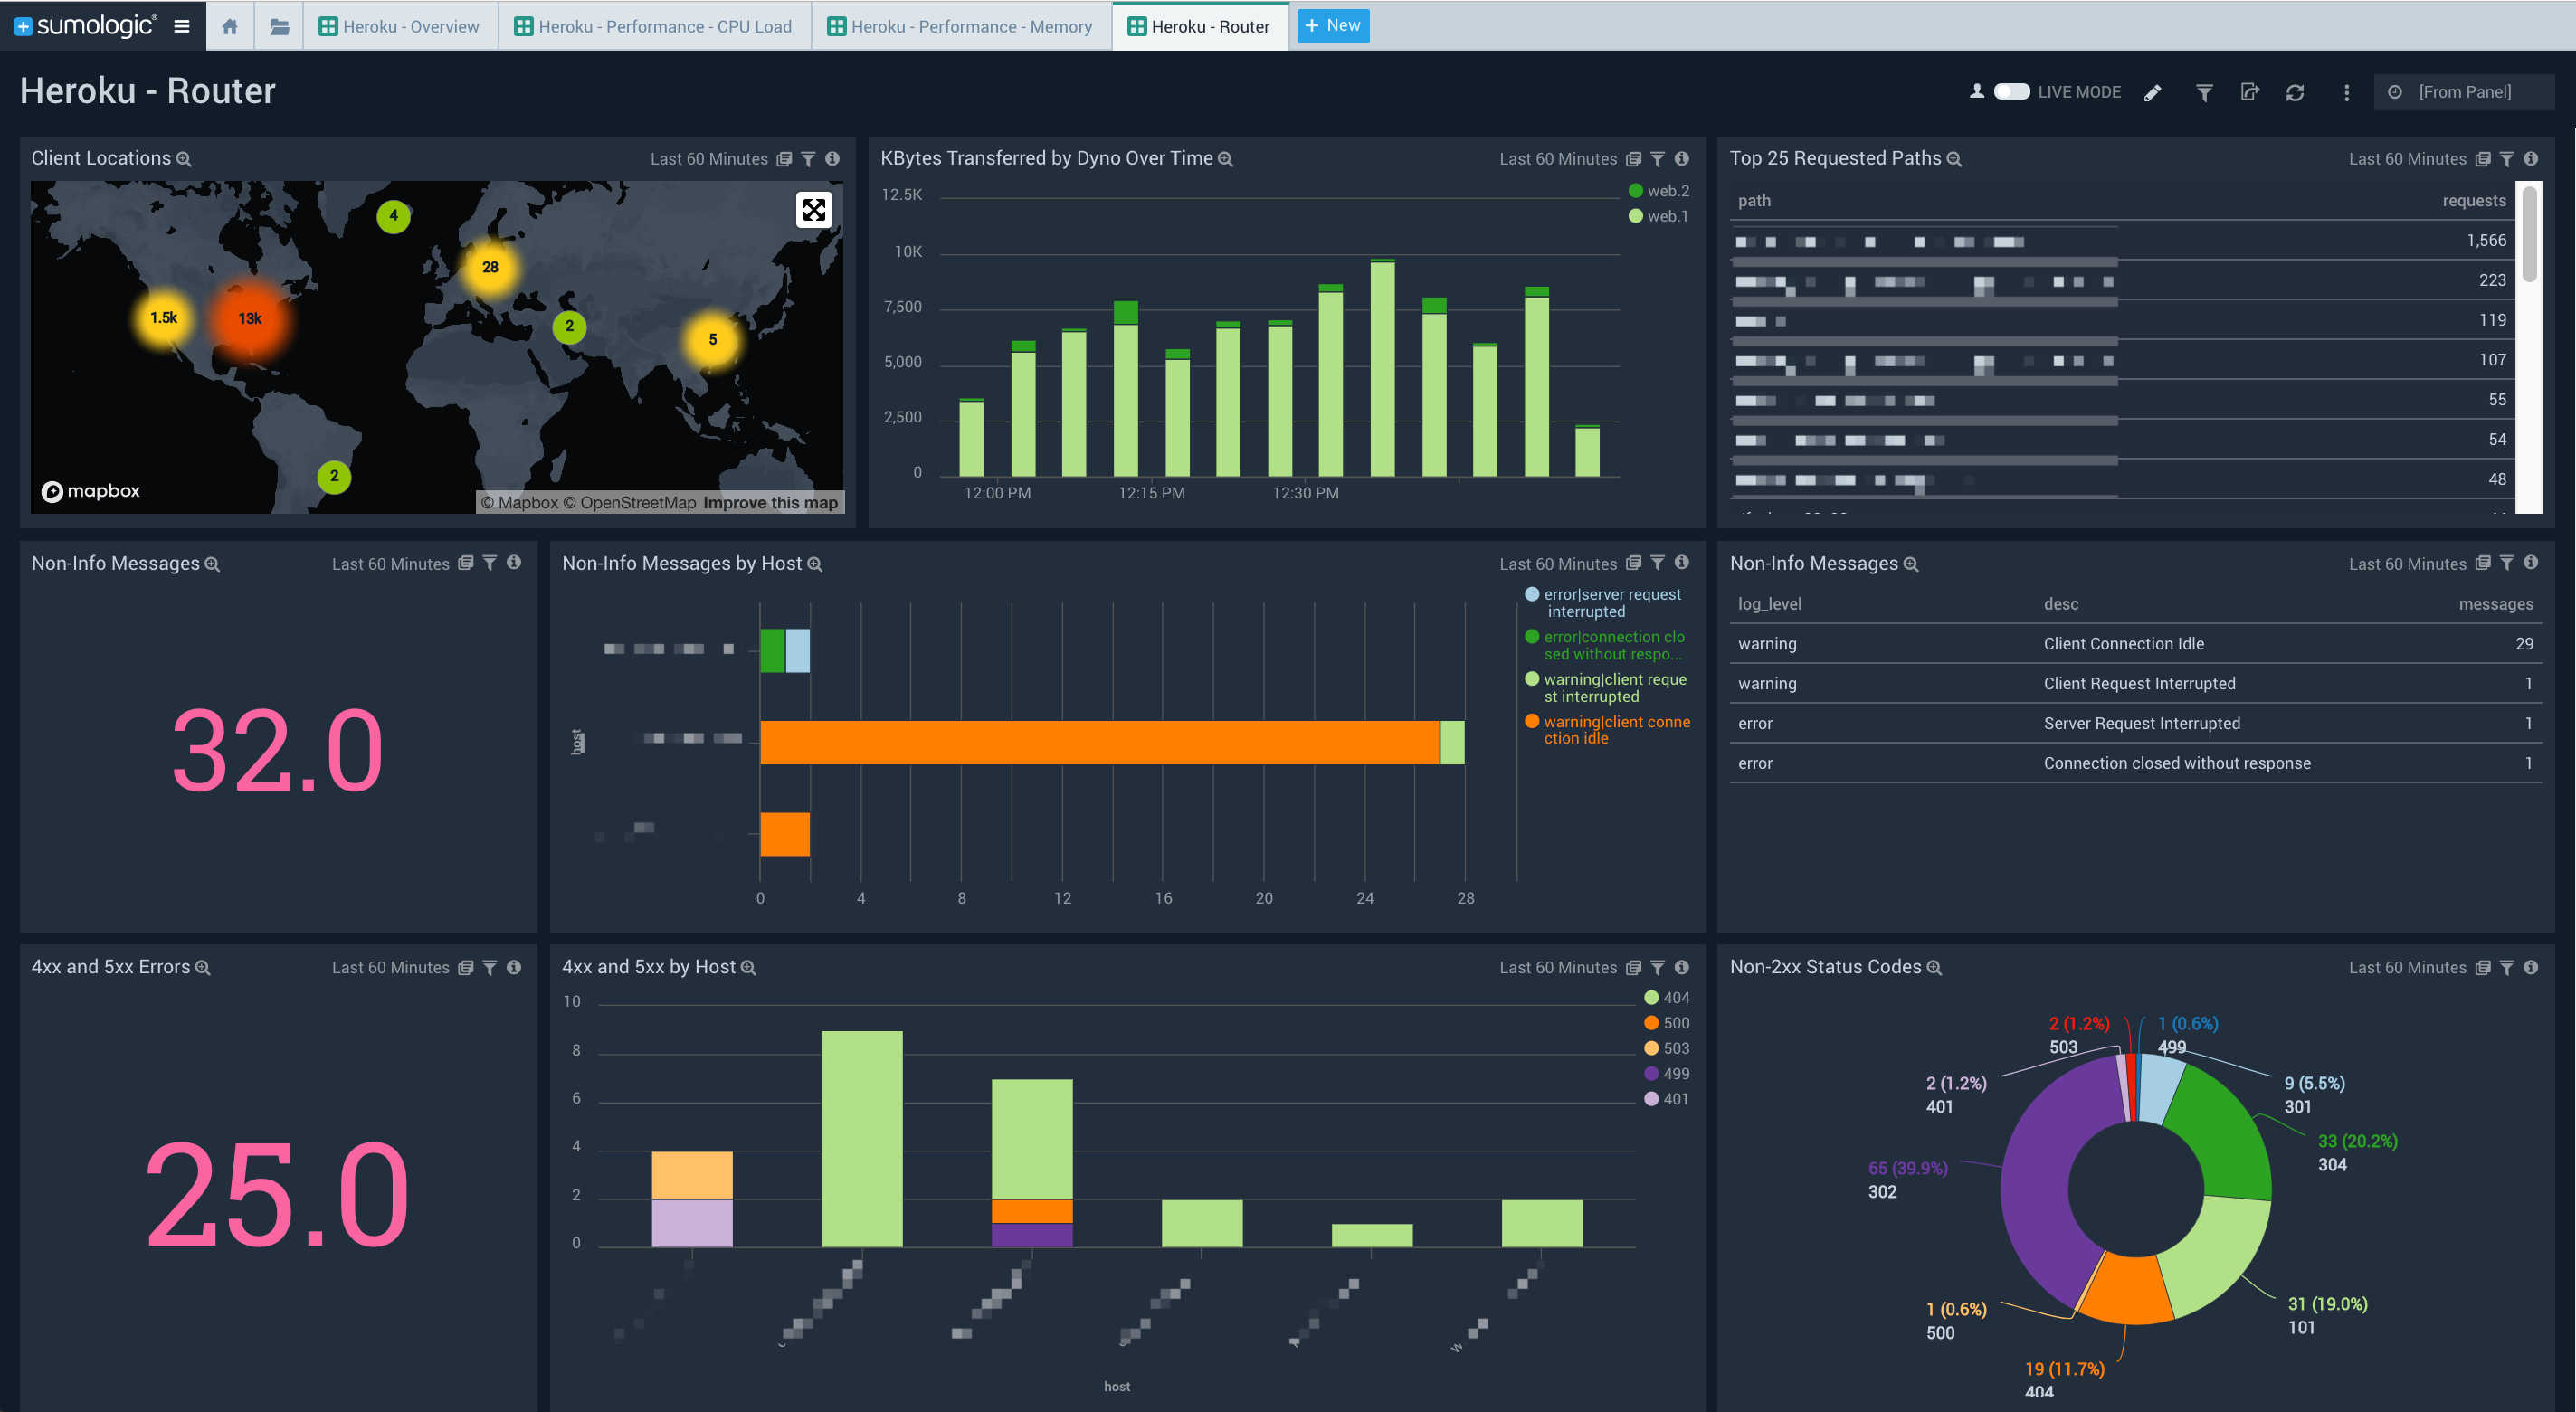 sumologic
Heroku - Overview
Heroku - Performance - CPU Load
Heroku - Performance - Memory
Heroku - Router
+ New
Heroku - Router
LIVE MODE
[From Panel]
Client Locations
Last 60 Minutes
4
28
1.5k
13k
2
5
2
mapbox
© Mapbox © OpenStreetMap Improve this map
KBytes Transferred by Dyno Over Time
Last 60 Minutes
12.5K
10K
7,500
5,000
2,500
0
12:00 PM
12:15 PM
12:30 PM
web.2
web.1
Top 25 Requested Paths
Last 60 Minutes
path requests
1,566
223
119
107
55
54
48
Non-Info Messages
Last 60 Minutes
32.0
Non-Info Messages by Host
Last 60 Minutes
host
0 4 8 12 16 20 24 28
error|server request
interrupted
error|connection clo
sed without respo...
warning|client reque
st interrupted
warning|client conne
ction idle
Non-Info Messages
Last 60 Minutes
log_level desc messages
warning Client Connection Idle 29
warning Client Request Interrupted 1
error Server Request Interrupted 1
error Connection closed without response 1
4xx and 5xx Errors
Last 60 Minutes
25.0
4xx and 5xx by Host
Last 60 Minutes
10
8
6
4
2
0
host
404
500
503
499
401
Non-2xx Status Codes
Last 60 Minutes
2 (1.2%)
503
1 (0.6%)
499
2 (1.2%)
401
9 (5.5%)
301
33 (20.2%)
304
65 (39.9%)
302
31 (19.0%)
101
1 (0.6%)
500
19 (11.7%)
404